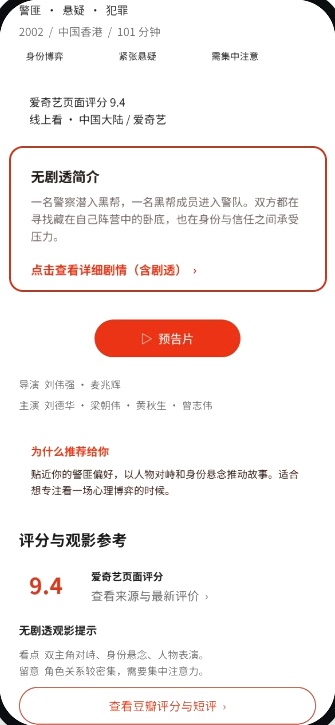 警匪 • 悬疑 • 犯罪
2002 / 中国香港 / 101 分钟
身份博弈 紧张悬疑 需集中注意
爱奇艺页面评分 9.4
线上看 • 中国大陆 / 爱奇艺
无剧透简介
一名警察潜入黑帮，一名黑帮成员进入警队。双方都在
寻找藏在自己阵营中的卧底，也在身份与信任之间承受
压力。
点击查看详细剧情（含剧透） ›
▷ 预告片
导演 刘伟强 • 麦兆辉
主演 刘德华 • 梁朝伟 • 黄秋生 • 曾志伟
为什么推荐给你
贴近你的警匪偏好，以人物对峙和身份悬念推动故事。适合
想专注看一场心理博弈的时候。
评分与观影参考
9.4
爱奇艺页面评分
查看来源与最新评价 ›
无剧透观影提示
看点 双主角对峙、身份悬念、人物表演。
留意 角色关系较密集，需要集中注意力。
查看豆瓣评分与短评 ›